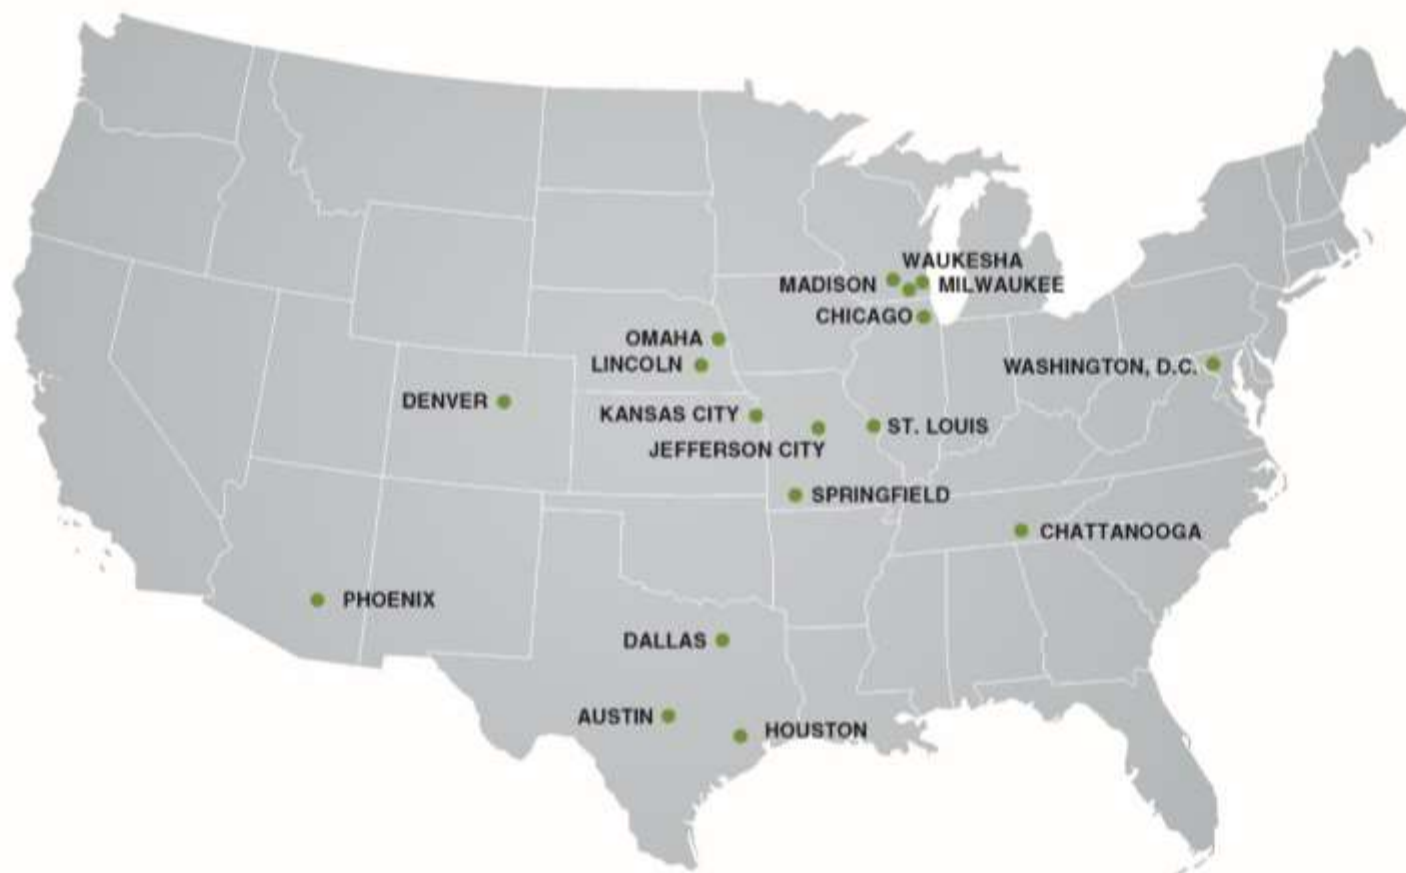 WAUKESHA
MADISON
MILWAUKEE
CHICAGO
OMAHA
LINCOLN
WASHINGTON, D.C.
DENVER
KANSAS CITY
ST. LOUIS
JEFFERSON CITY
SPRINGFIELD
CHATTANOOGA
PHOENIX
DALLAS
AUSTIN
HOUSTON